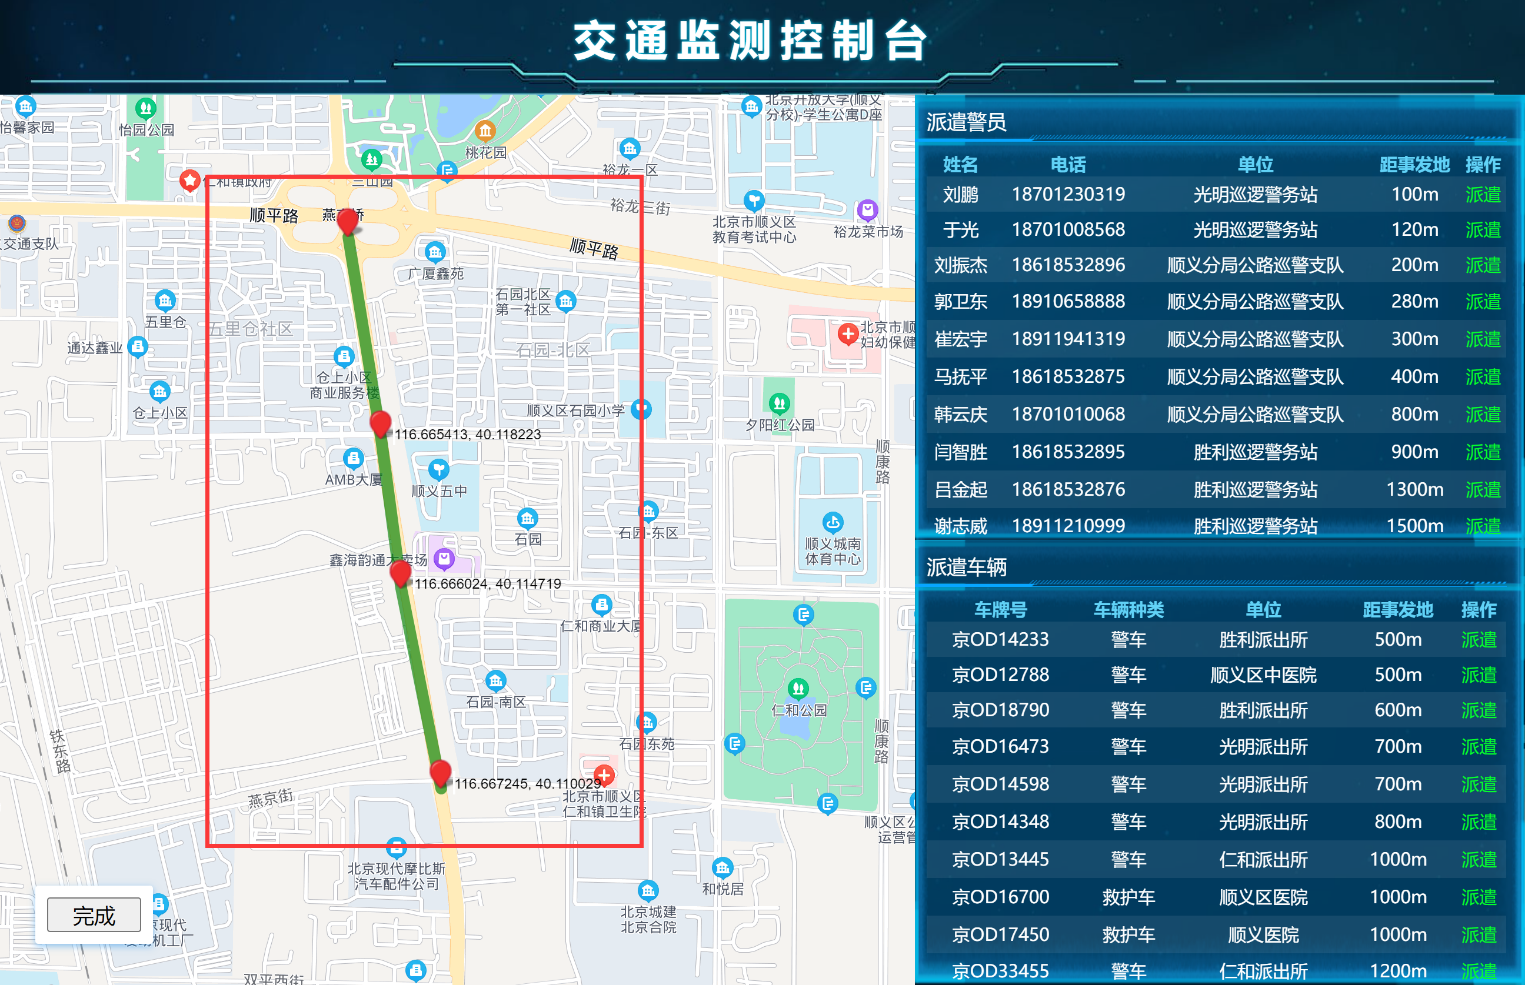 交通监测控制台
北京开放大学(顺义
分校)-学生公寓D座
怡馨家园
怡园公园
桃花园
三山园
裕龙一区
仁和镇政府
裕龙三街
顺平路
北京市顺义区
教育考试中心
裕龙菜市场
交通支队
顺平路
广厦鑫苑
石园北区
第一社区
五里仓
五里仓社区
通达鑫业
石园-北区
北京市顺
妇幼保健
仓上小区
商业服务楼
仓上小区
顺义区石园小学
夕阳红公园
116.665413, 40.118223
顺康路
AMB大厦
顺义五中
石园
石园-东区
顺义城南
体育中心
鑫海韵通大卖场
116.666024, 40.114719
仁和商业大厦
石园-南区
仁和公园
石园东苑
顺康路
铁东路
116.667245, 40.110029
燕京街
北京市顺义区
仁和镇卫生院
顺义区公
运营管
北京现代摩比斯
汽车配件公司
和悦居
北京城建
北京合院
完成
京现代
机工厂
双平西街
派遣警员
姓名 电话 单位 距事发地 操作
刘鹏 18701230319 光明巡逻警务站 100m 派遣
于光 18701008568 光明巡逻警务站 120m 派遣
刘振杰 18618532896 顺义分局公路巡警支队 200m 派遣
郭卫东 18910658888 顺义分局公路巡警支队 280m 派遣
崔宏宇 18911941319 顺义分局公路巡警支队 300m 派遣
马抚平 18618532875 顺义分局公路巡警支队 400m 派遣
韩云庆 18701010068 顺义分局公路巡警支队 800m 派遣
闫智胜 18618532895 胜利巡逻警务站 900m 派遣
吕金起 18618532876 胜利巡逻警务站 1300m 派遣
谢志威 18911210999 胜利巡逻警务站 1500m 派遣
派遣车辆
车牌号 车辆种类 单位 距事发地 操作
京OD14233 警车 胜利派出所 500m 派遣
京OD12788 警车 顺义区中医院 500m 派遣
京OD18790 警车 胜利派出所 600m 派遣
京OD16473 警车 光明派出所 700m 派遣
京OD14598 警车 光明派出所 700m 派遣
京OD14348 警车 光明派出所 800m 派遣
京OD13445 警车 仁和派出所 1000m 派遣
京OD16700 救护车 顺义区医院 1000m 派遣
京OD17450 救护车 顺义医院 1000m 派遣
京OD33455 警车 仁和派出所 1200m 派遣